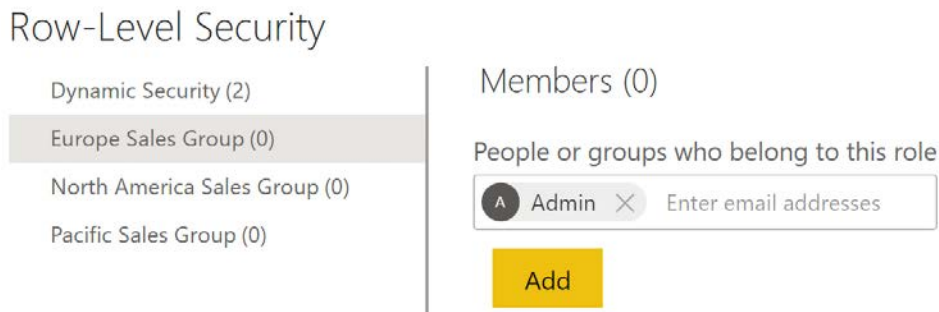 Row-Level Security
Dynamic Security (2)
Europe Sales Group (0)
North America Sales Group (0)
Pacific Sales Group (0)
Members (0)
People or groups who belong to this role
A Admin Enter email addresses
Add